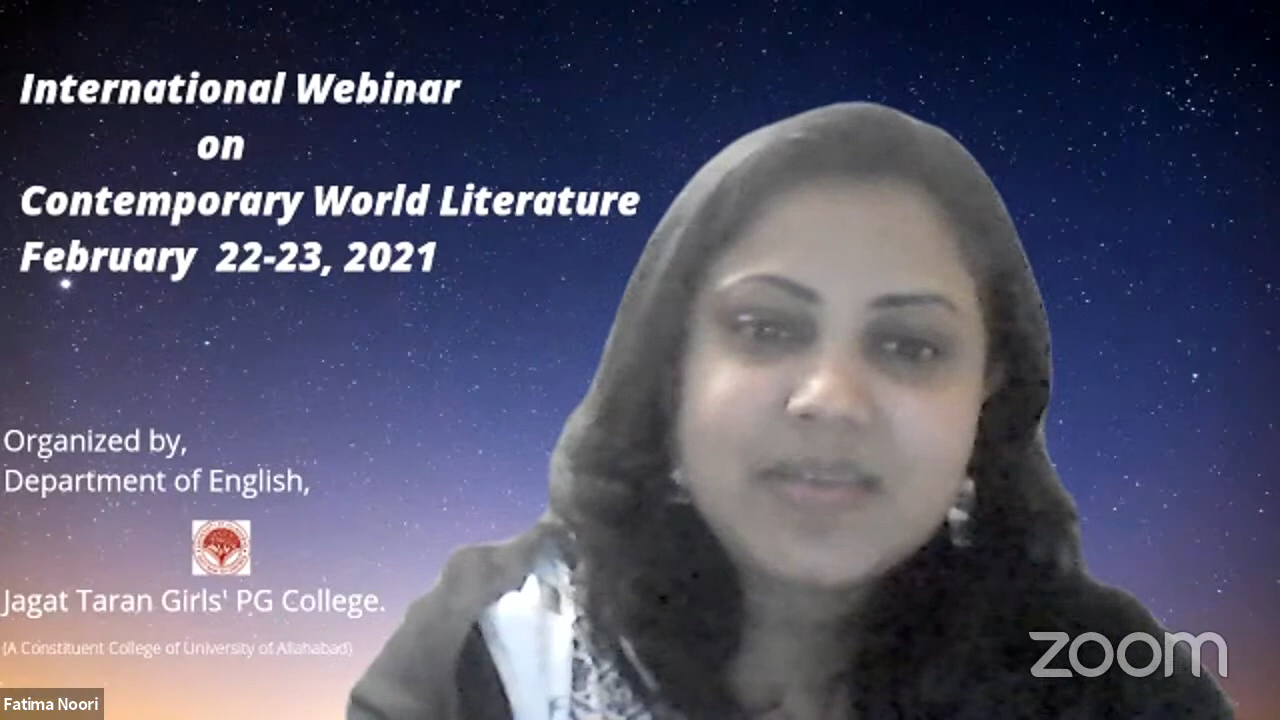 International Webinar
on
Contemporary World Literature
February 22-23, 2021
Organized by,
Department of English,
Jagat Taran Girls' PG College.
(A Constituent College of University of Allahabad)
Fatima Noori
zoom